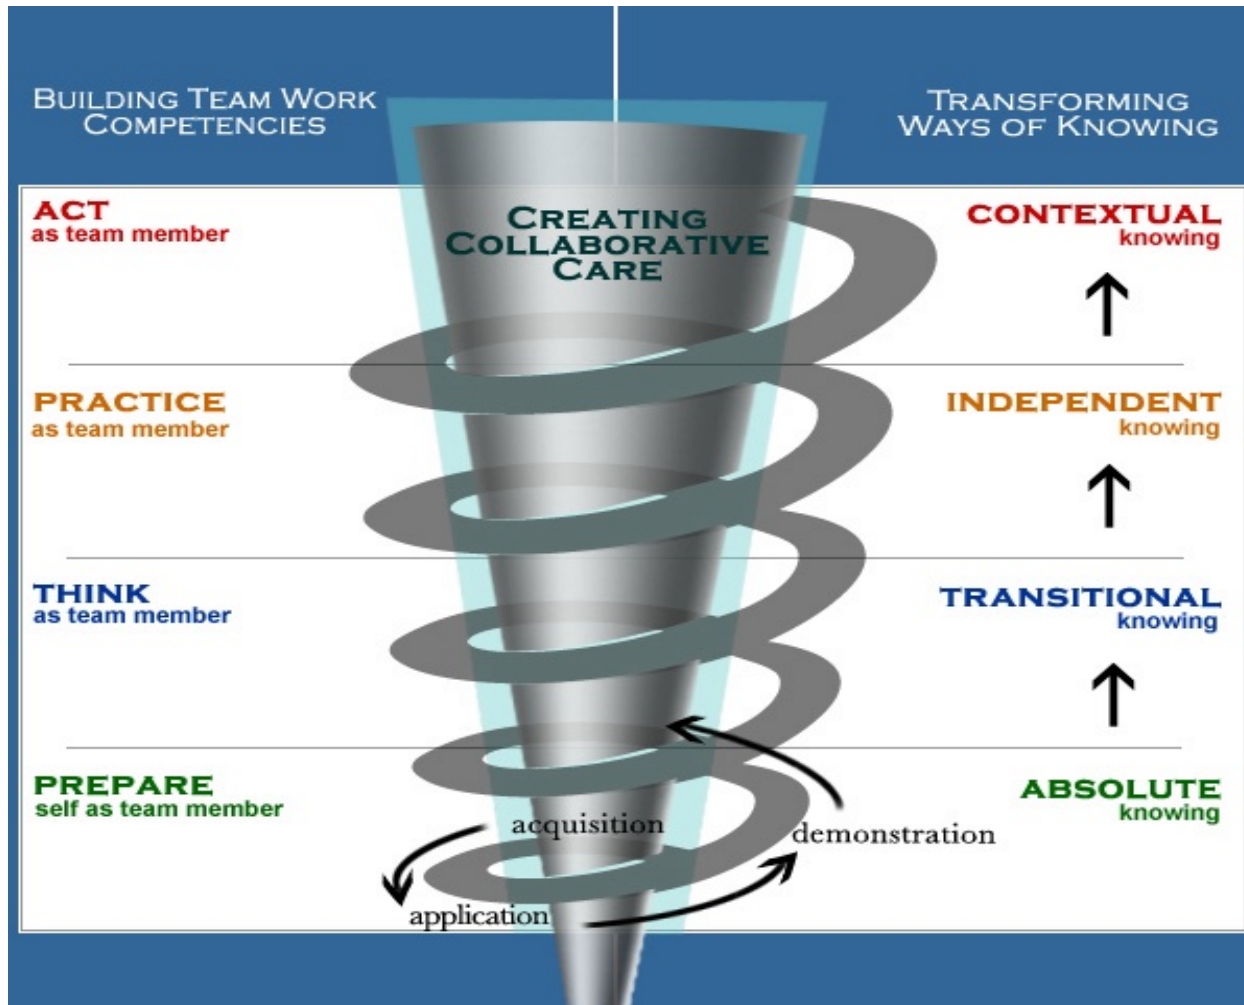 BUILDING TEAM WORK
COMPETENCIES
TRANSFORMING
WAYS OF KNOWING
CREATING
COLLABORATIVE
CARE
ACT
as team member
CONTEXTUAL
knowing
PRACTICE
as team member
INDEPENDENT
knowing
THINK
as team member
TRANSITIONAL
knowing
PREPARE
self as team member
ABSOLUTE
knowing
acquisition
demonstration
application